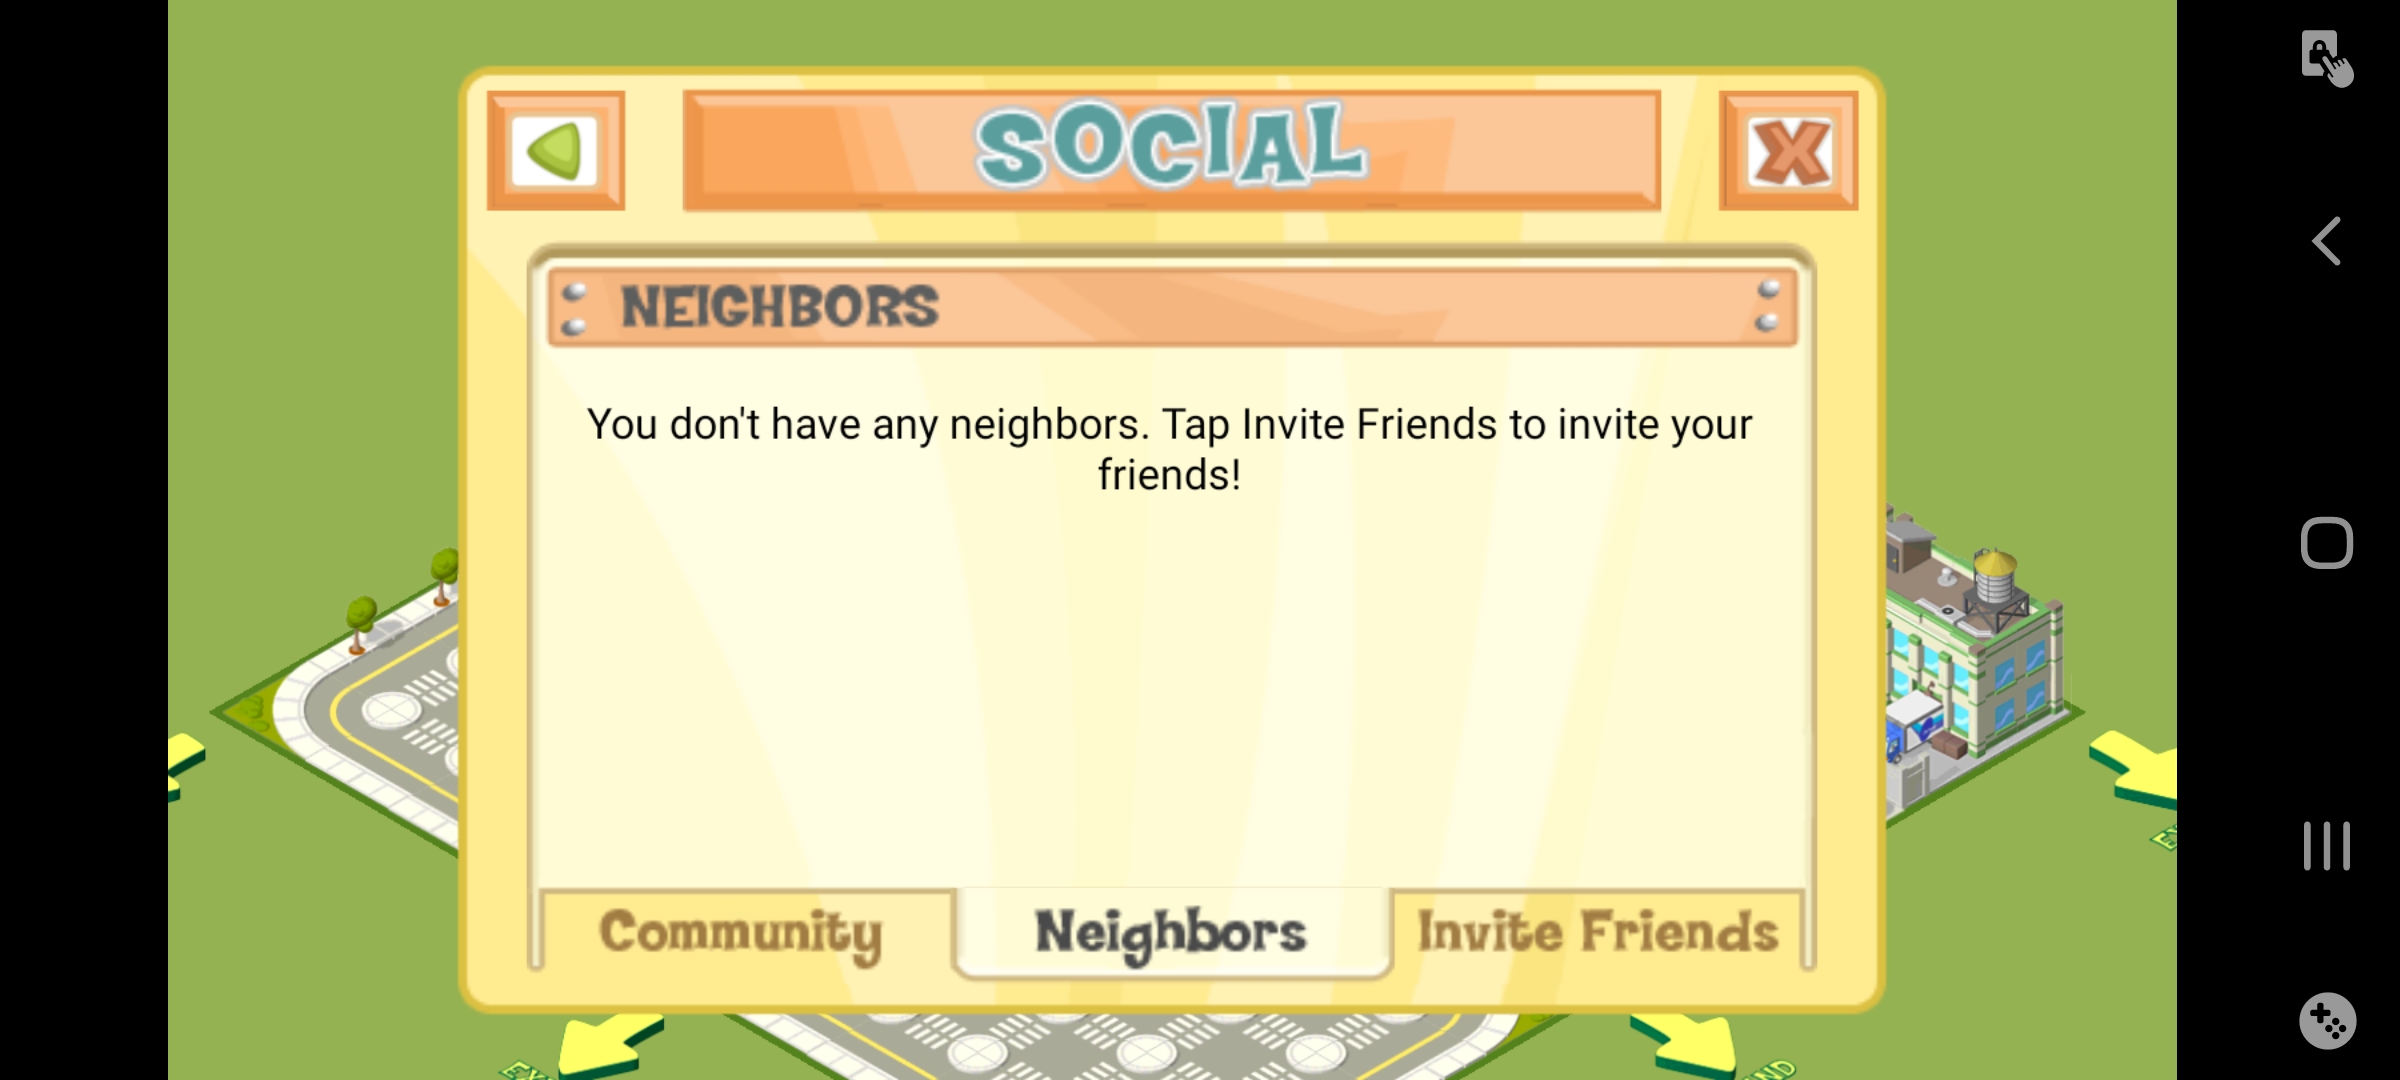 SOCIAL
NEIGHBORS
You don't have any neighbors. Tap Invite Friends to invite your
friends!
Community
Neighbors
Invite Friends